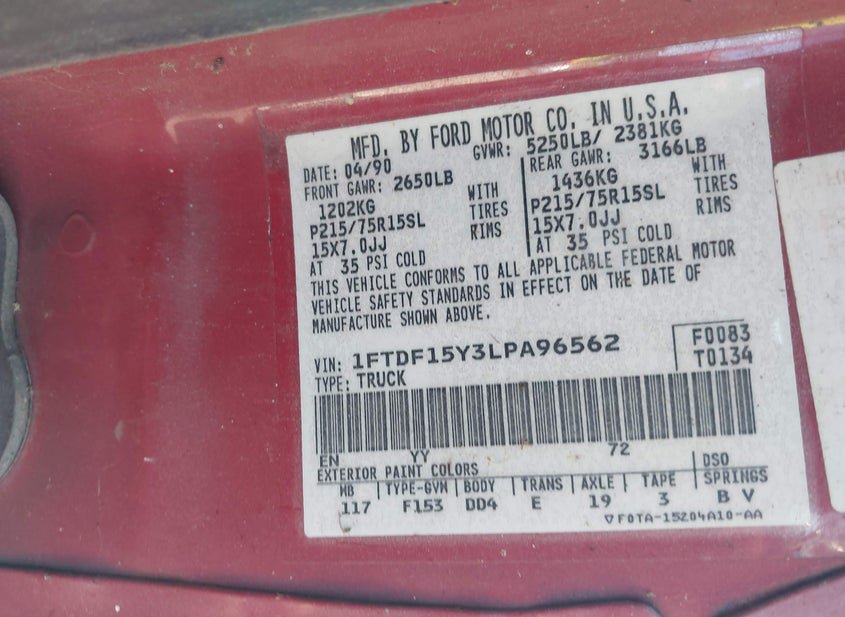 MFD. BY FORD MOTOR CO. IN U.S.A.
DATE: 04/90 GVWR: 5250LB/ 2381KG
FRONT GAWR: 2650LB REAR GAWR: 3166LB
1202KG WITH 1436KG WITH
P215/75R15SL TIRES P215/75R15SL TIRES
15X7.0JJ RIMS 15X7.0JJ RIMS
AT 35 PSI COLD AT 35 PSI COLD
THIS VEHICLE CONFORMS TO ALL APPLICABLE FEDERAL MOTOR
VEHICLE SAFETY STANDARDS IN EFFECT ON THE DATE OF
MANUFACTURE SHOWN ABOVE.
VIN: 1FTDF15Y3LPA96562 F0083
TYPE: TRUCK T0134
EN YY 72
EXTERIOR PAINT COLORS DSO
WB TYPE-GVW BODY TRANS AXLE TAPE SPRINGS
117 F153 DD4 E 19 3 B V
F0TA-15204A10-AA